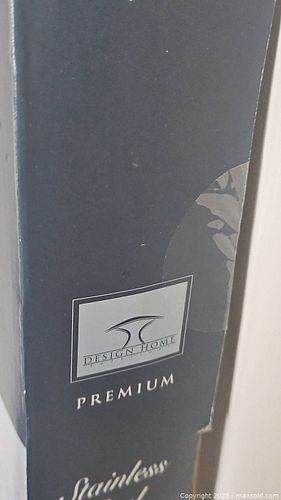 DESIGN HOME
PREMIUM
Stainless
Copyright 2025 - maxsold.com